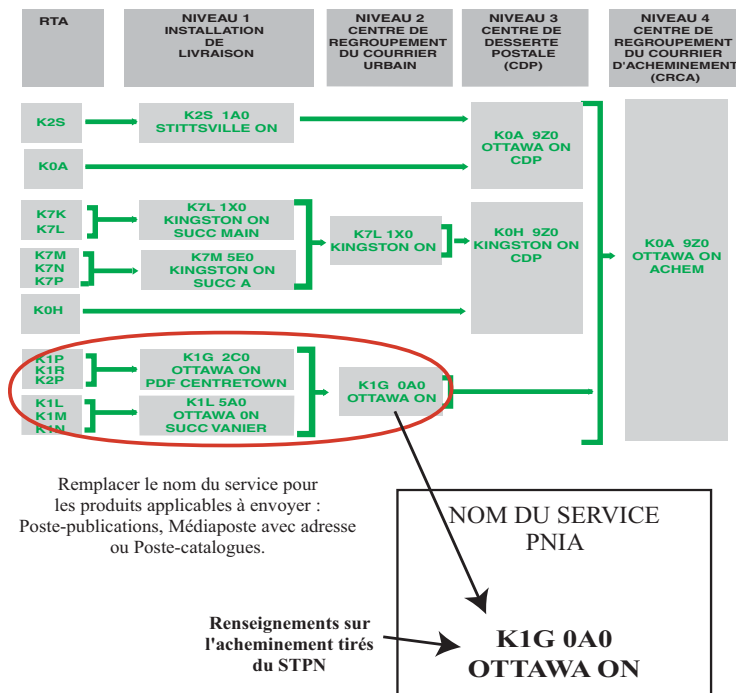 RTA
NIVEAU 1
INSTALLATION
DE
LIVRAISON
NIVEAU 2
CENTRE DE
REGROUPEMENT
DU COURRIER
URBAIN
NIVEAU 3
CENTRE DE
DESSERTE
POSTALE
(CDP)
NIVEAU 4
CENTRE DE
REGROUPEMENT
DU COURRIER
D'ACHEMINEMENT
(CRCA)
K2S
K2S 1A0
STITTSVILLE ON
K0A 9Z0
OTTAWA ON
CDP
K0A
K7K
K7L
K7L 1X0
KINGSTON ON
SUCC MAIN
K7L 1X0
KINGSTON ON
K0H 9Z0
KINGSTON ON
CDP
K0A 9Z0
OTTAWA ON
ACHEM
K7M
K7N
K7P
K7M 5E0
KINGSTON ON
SUCC A
K0H
K1P
K1R
K2P
K1G 2C0
OTTAWA ON
PDF CENTRETOWN
K1G 0A0
OTTAWA ON
K1L
K1M
K1N
K1L 5A0
OTTAWA 0N
SUCC VANIER
Remplacer le nom du service pour
les produits applicables à envoyer :
Poste-publications, Médiaposte avec adresse
ou Poste-catalogues.
NOM DU SERVICE
PNIA
Renseignements sur
l'acheminement tirés
du STPN
K1G 0A0
OTTAWA ON